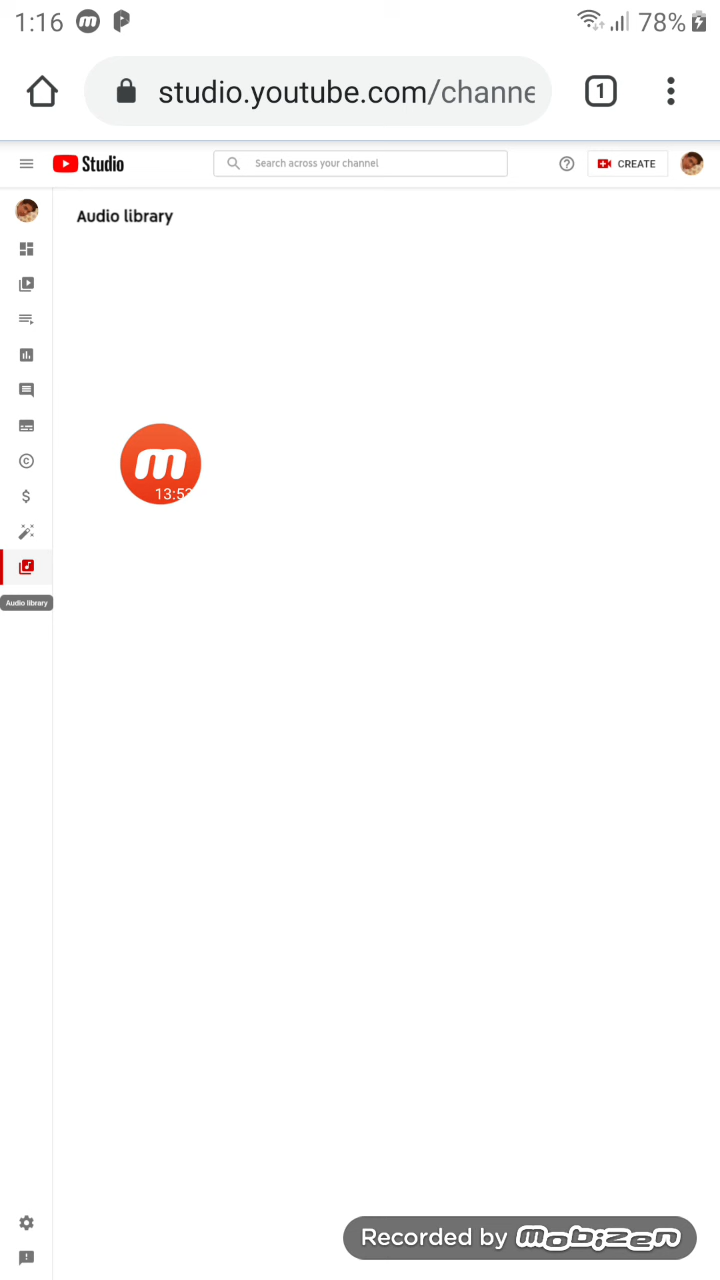 1:16
78%
studio.youtube.com/channe
1
Studio
Search across your channel
CREATE
Audio library
m
13:53
Audio library
Recorded by mobizen